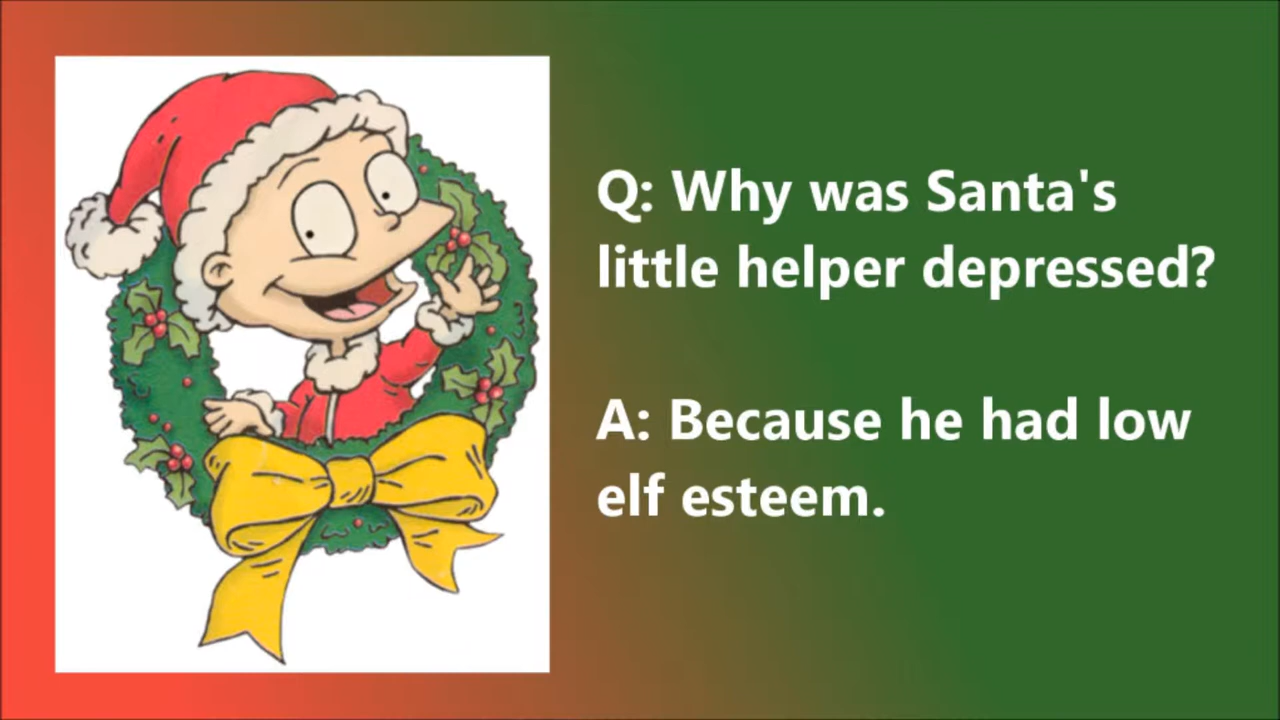 Q: Why was Santa's
little helper depressed?
A: Because he had low
elf esteem.